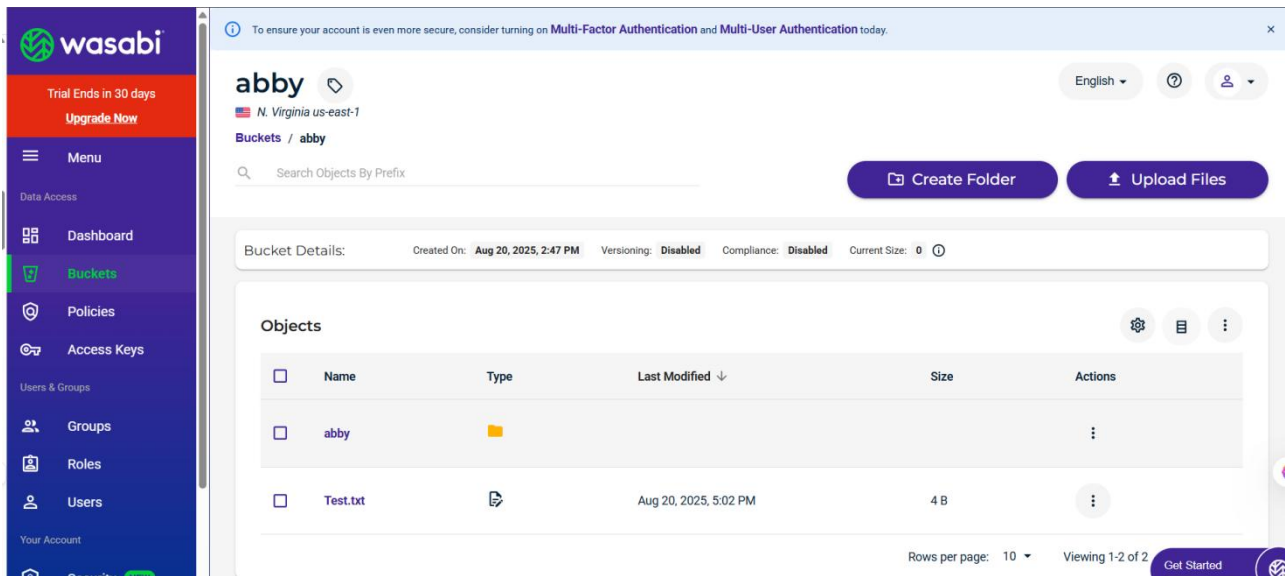 To ensure your account is even more secure, consider turning on Multi-Factor Authentication and Multi-User Authentication today.
wasabi
Trial Ends in 30 days
Upgrade Now
Menu
Data Access
Dashboard
Buckets
Policies
Access Keys
Users & Groups
Groups
Roles
Users
Your Account
Security NEW
abby
N. Virginia us-east-1
Buckets / abby
Search Objects By Prefix
English
Create Folder
Upload Files
Bucket Details: Created On: Aug 20, 2025, 2:47 PM Versioning: Disabled Compliance: Disabled Current Size: 0
Objects
Name Type Last Modified Size Actions
abby
Test.txt Aug 20, 2025, 5:02 PM 4 B
Rows per page: 10 Viewing 1-2 of 2
Get Started